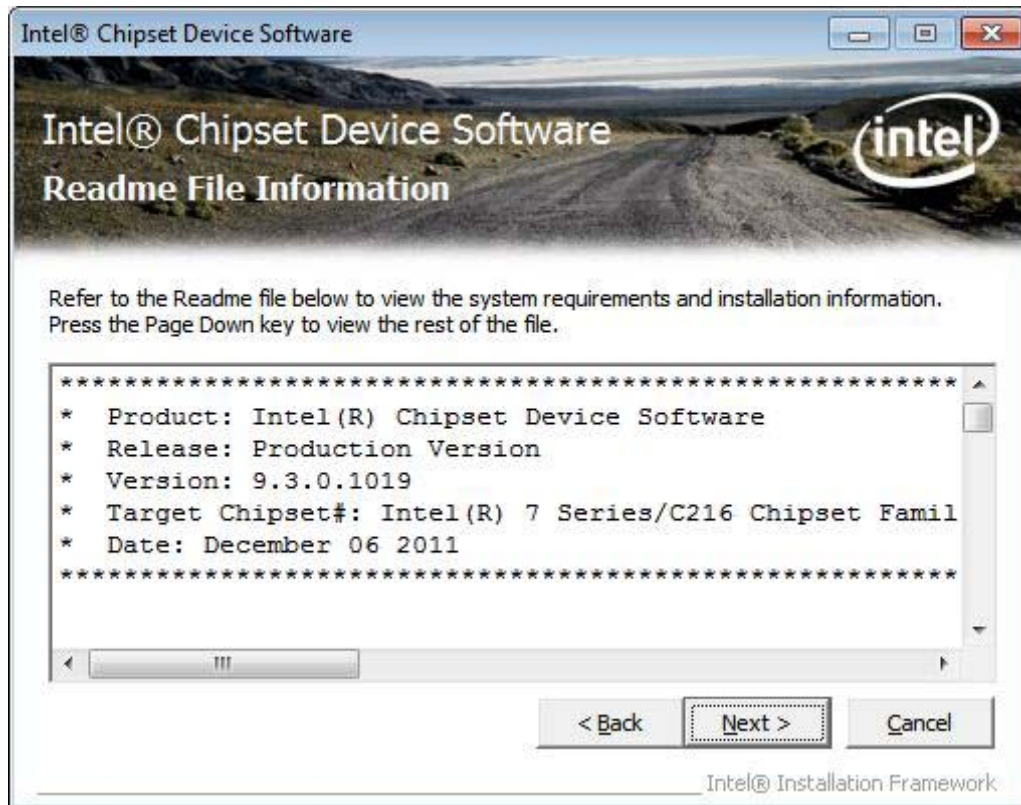 Intel® Chipset Device Software
Intel® Chipset Device Software
intel
Readme File Information
Refer to the Readme file below to view the system requirements and installation information.
Press the Page Down key to view the rest of the file.
********************************************************
* Product: Intel(R) Chipset Device Software
* Release: Production Version
* Version: 9.3.0.1019
* Target Chipset#: Intel(R) 7 Series/C216 Chipset Famil
* Date: December 06 2011
********************************************************
< Back Next > Cancel
Intel® Installation Framework